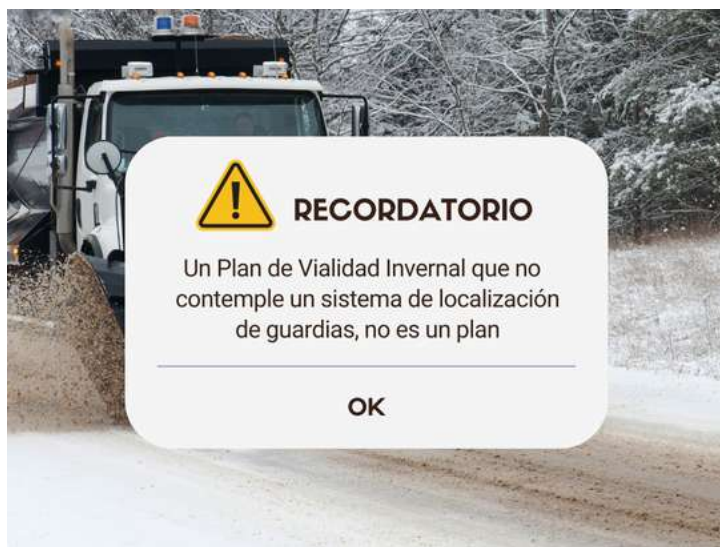 RECORDATORIO
Un Plan de Vialidad Invernal que no
contemple un sistema de localización
de guardias, no es un plan
OK